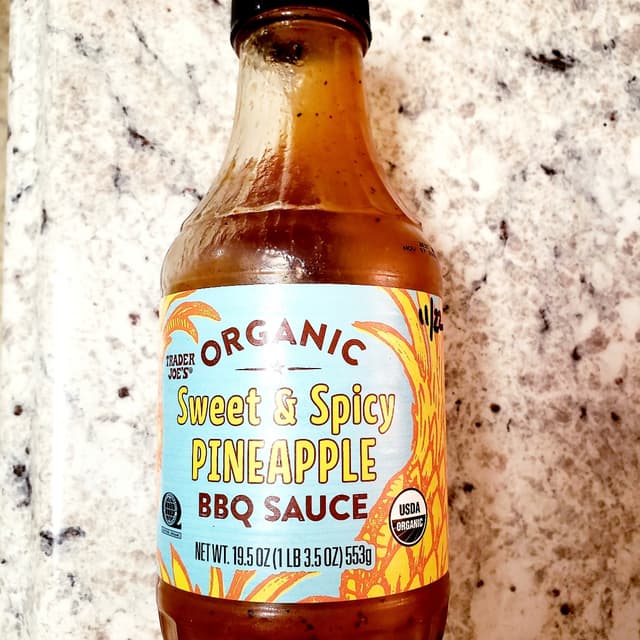 TRADER
JOE'S®
ORGANIC
Sweet & Spicy
PINEAPPLE
BBQ SAUCE
USDA
ORGANIC
NET WT. 19.5 OZ (1 LB 3.5 OZ) 553g